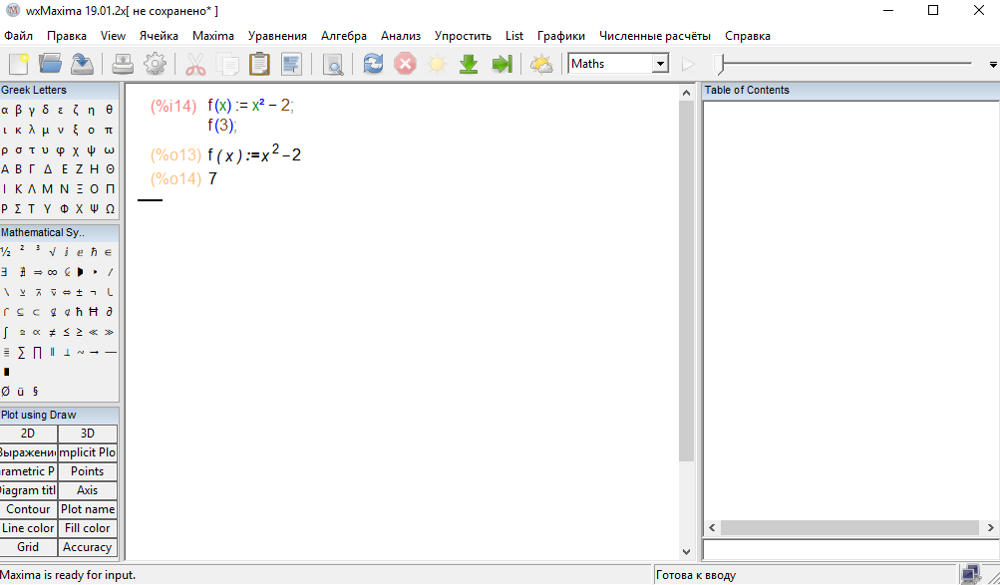 wxMaxima 19.01.2x[ не сохранено* ]
Файл Правка View Ячейка Maxima Уравнения Алгебра Анализ Упростить List Графики Численные расчёты Справка
Maths
Greek Letters
α β γ δ ε ζ η θ
ι κ λ μ ν ξ ο π
ρ σ τ υ φ χ ψ ω
Α Β Γ Δ Ε Ζ Η Θ
Ι Κ Λ Μ Ν Ξ Ο Π
Ρ Σ Τ Υ Φ Χ Ψ Ω
Mathematical Sy..
½ ² ³ √ ⅈ ⅇ ℏ ∈
∃ ∄ ⇒ ∞
⇔ ± ¬
⊆ ⊂ ⊈ ⊄ ħ Ħ ∂
∫ ≅ ∝ ≠ ≤ ≥ ≪ ≫
≣ ∑ ∏ ∥ ⊥ ~ → —
∎
Ø ü §
Plot using Draw
2D 3D
Выражени mplicit Plo
rametric P Points
Diagram titl Axis
Contour Plot name
Line color Fill color
Grid Accuracy
(%i14) f(x) := x² − 2;
f(3);
(%o13) f(x):=x²−2
(%o14) 7
Table of Contents
Maxima is ready for input.
Готова к вводу